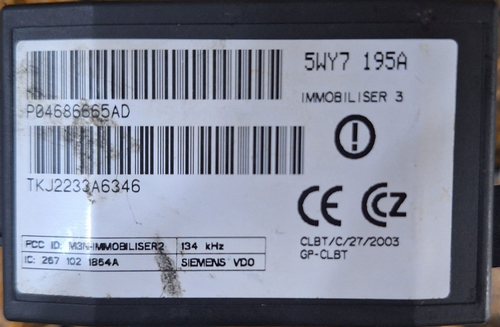 5WY7 195A
P04686665AD
IMMOBILISER 3
TKJ2233A6346
CE
CLBT/C/27/2003
GP-CLBT
FCC ID: M3N-IMMOBILISER2 134 kHz
IC: 267 102 1854A SIEMENS VDO